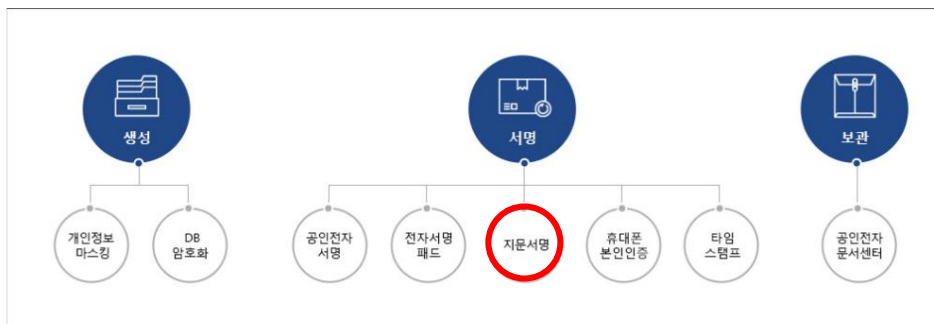 생성
서명
보관
개인정보
마스킹
DB
암호화
공인전자
서명
전자서명
패드
지문서명
휴대폰
본인인증
타임
스탬프
공인전자
문서센터